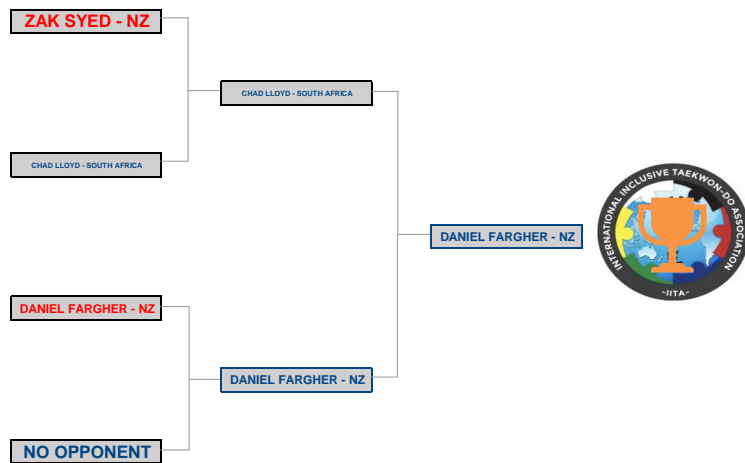 ZAK SYED - NZ
CHAD LLOYD - SOUTH AFRICA
CHAD LLOYD - SOUTH AFRICA
DANIEL FARGHER - NZ
INTERNATIONAL INCLUSIVE TAEKWON-DO ASSOCIATION
-IITA-
DANIEL FARGHER - NZ
DANIEL FARGHER - NZ
NO OPPONENT